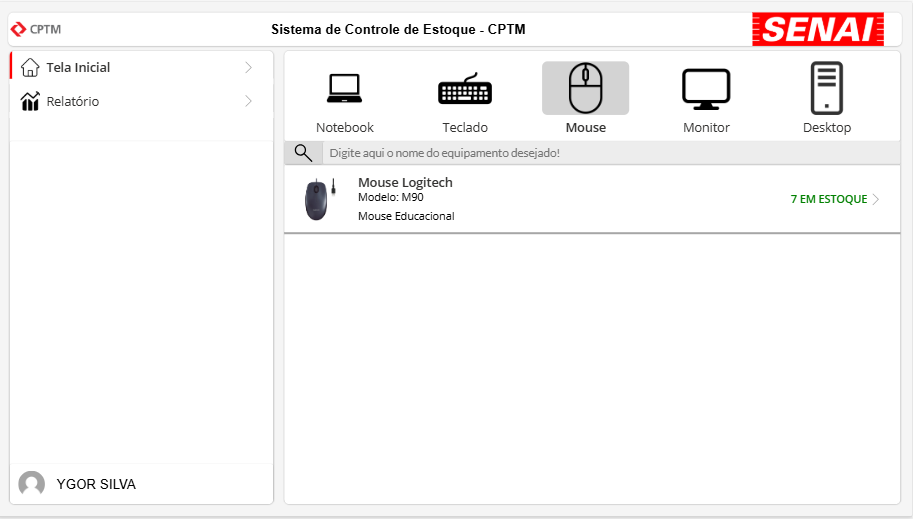 CPTM
Sistema de Controle de Estoque - CPTM
SENAI
Tela Inicial
Relatório
Notebook
Teclado
Mouse
Monitor
Desktop
Digite aqui o nome do equipamento desejado!
Mouse Logitech
Modelo: M90
Mouse Educacional
7 EM ESTOQUE
YGOR SILVA